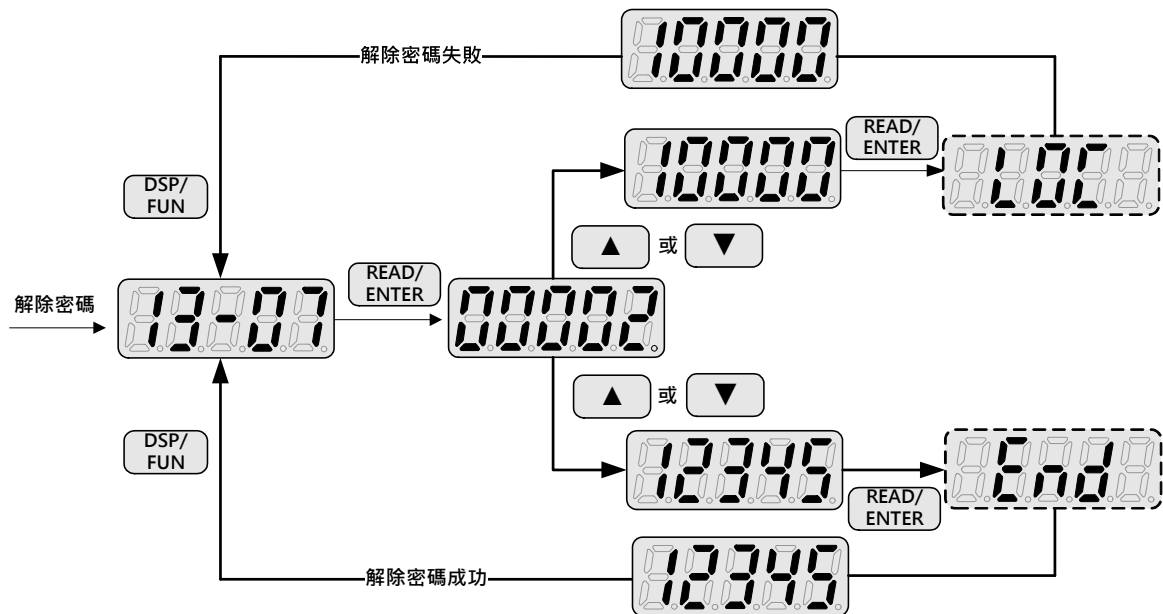 10000
解除密碼失敗
10000
READ/
ENTER
LOC
DSP/
FUN
▲ 或 ▼
解除密碼
13-07
READ/
ENTER
00002
▲ 或 ▼
DSP/
FUN
12345
READ/
ENTER
End
解除密碼成功
12345